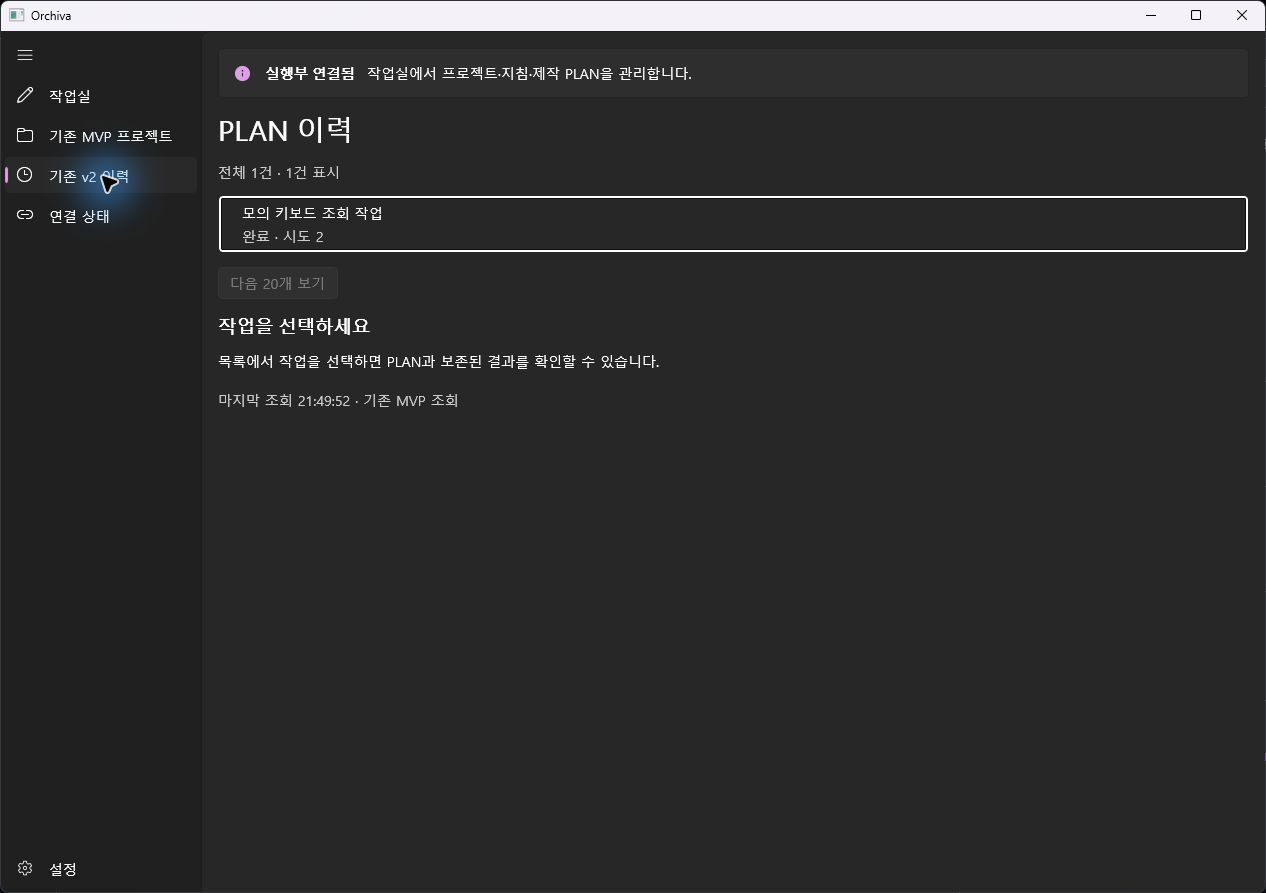 Orchiva
작업실
기존 MVP 프로젝트
기존 v2 이력
연결 상태
설정
실행부 연결됨 작업실에서 프로젝트·지침·제작 PLAN을 관리합니다.
PLAN 이력
전체 1건 · 1건 표시
모의 키보드 조회 작업
완료 · 시도 2
다음 20개 보기
작업을 선택하세요
목록에서 작업을 선택하면 PLAN과 보존된 결과를 확인할 수 있습니다.
마지막 조회 21:49:52 · 기존 MVP 조회